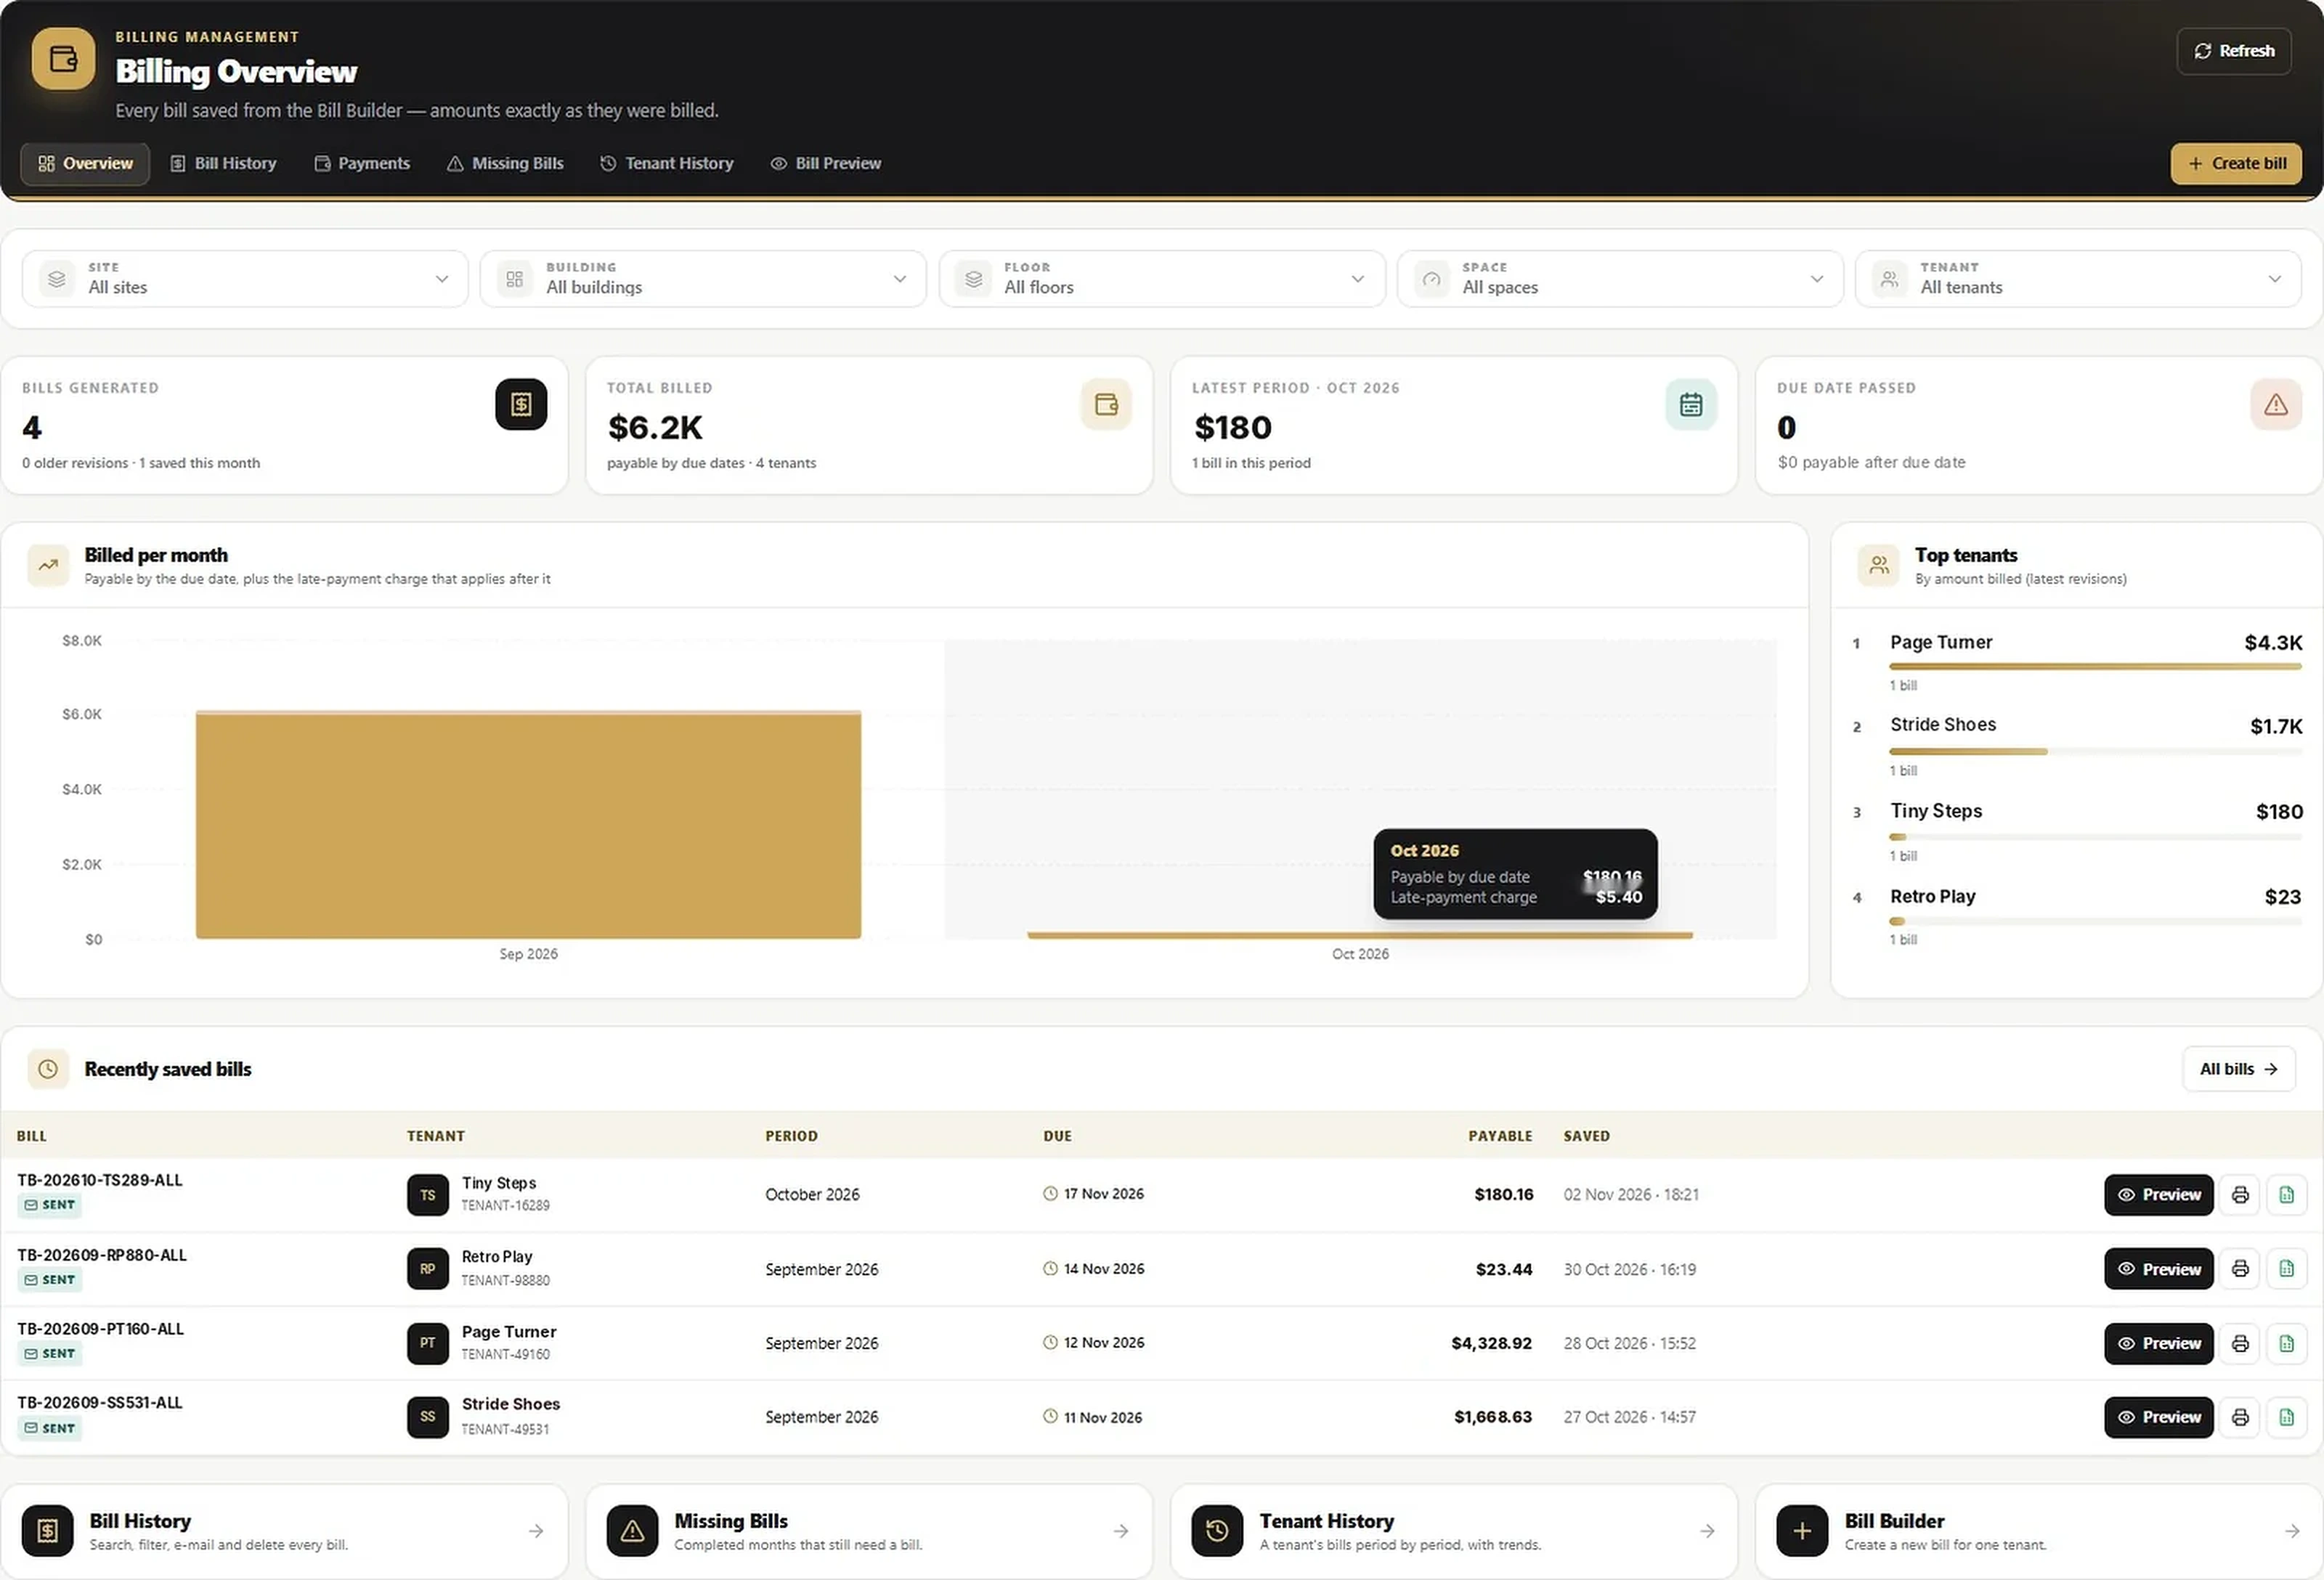 BILLING MANAGEMENT
Billing Overview
Every bill saved from the Bill Builder — amounts exactly as they were billed.
Refresh
Overview
Bill History
Payments
Missing Bills
Tenant History
Bill Preview
Create bill
SITE
All sites
BUILDING
All buildings
FLOOR
All floors
SPACE
All spaces
TENANT
All tenants
BILLS GENERATED
4
0 older revisions · 1 saved this month
TOTAL BILLED
$6.2K
payable by due dates · 4 tenants
LATEST PERIOD · OCT 2026
$180
1 bill in this period
DUE DATE PASSED
0
$0 payable after due date
Billed per month
Payable by the due date, plus the late-payment charge that applies after it
$8.0K
$6.0K
$4.0K
$2.0K
$0
Sep 2026
Oct 2026
Oct 2026
Payable by due date $180.16
Late-payment charge $5.40
Top tenants
By amount billed (latest revisions)
1 Page Turner $4.3K
1 bill
2 Stride Shoes $1.7K
1 bill
3 Tiny Steps $180
1 bill
4 Retro Play $23
1 bill
Recently saved bills
All bills
BILL TENANT PERIOD DUE PAYABLE SAVED
TB-202610-TS289-ALL
SENT
TS
Tiny Steps
TENANT-16289
October 2026
17 Nov 2026
$180.16
02 Nov 2026 · 18:21
Preview
TB-202609-RP880-ALL
SENT
RP
Retro Play
TENANT-98880
September 2026
14 Nov 2026
$23.44
30 Oct 2026 · 16:19
Preview
TB-202609-PT160-ALL
SENT
PT
Page Turner
TENANT-49160
September 2026
12 Nov 2026
$4,328.92
28 Oct 2026 · 15:52
Preview
TB-202609-SS531-ALL
SENT
SS
Stride Shoes
TENANT-49531
September 2026
11 Nov 2026
$1,668.63
27 Oct 2026 · 14:57
Preview
Bill History
Search, filter, e-mail and delete every bill.
Missing Bills
Completed months that still need a bill.
Tenant History
A tenant's bills period by period, with trends.
Bill Builder
Create a new bill for one tenant.